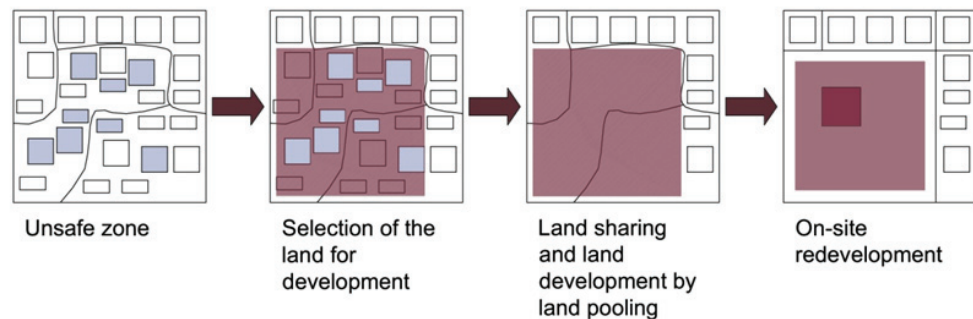 Unsafe zone
Selection of the
land for
development
Land sharing
and land
development by
land pooling
On-site
redevelopment